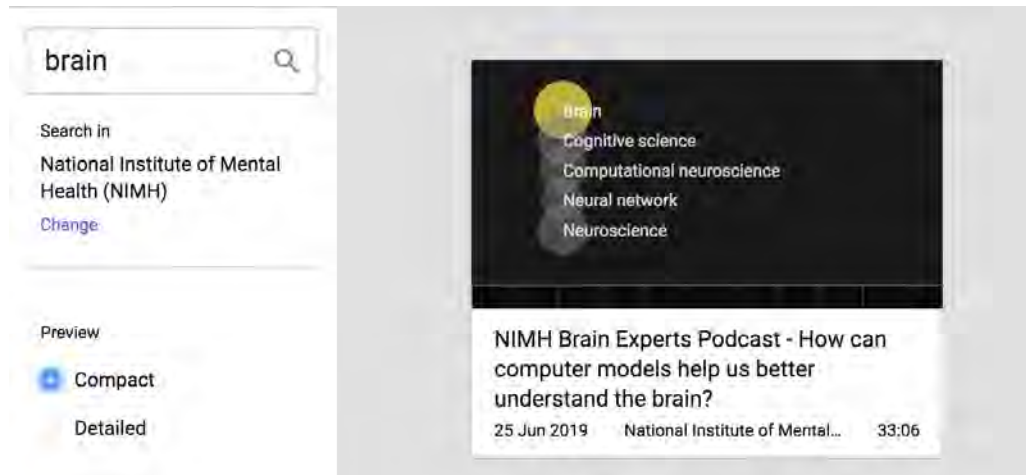 brain
Search in
National Institute of Mental
Health (NIMH)
Change
Preview
Compact
Detailed
Brain
Cognitive science
Computational neuroscience
Neural network
Neuroscience
NIMH Brain Experts Podcast - How can
computer models help us better
understand the brain?
25 Jun 2019 National Institute of Mental... 33:06